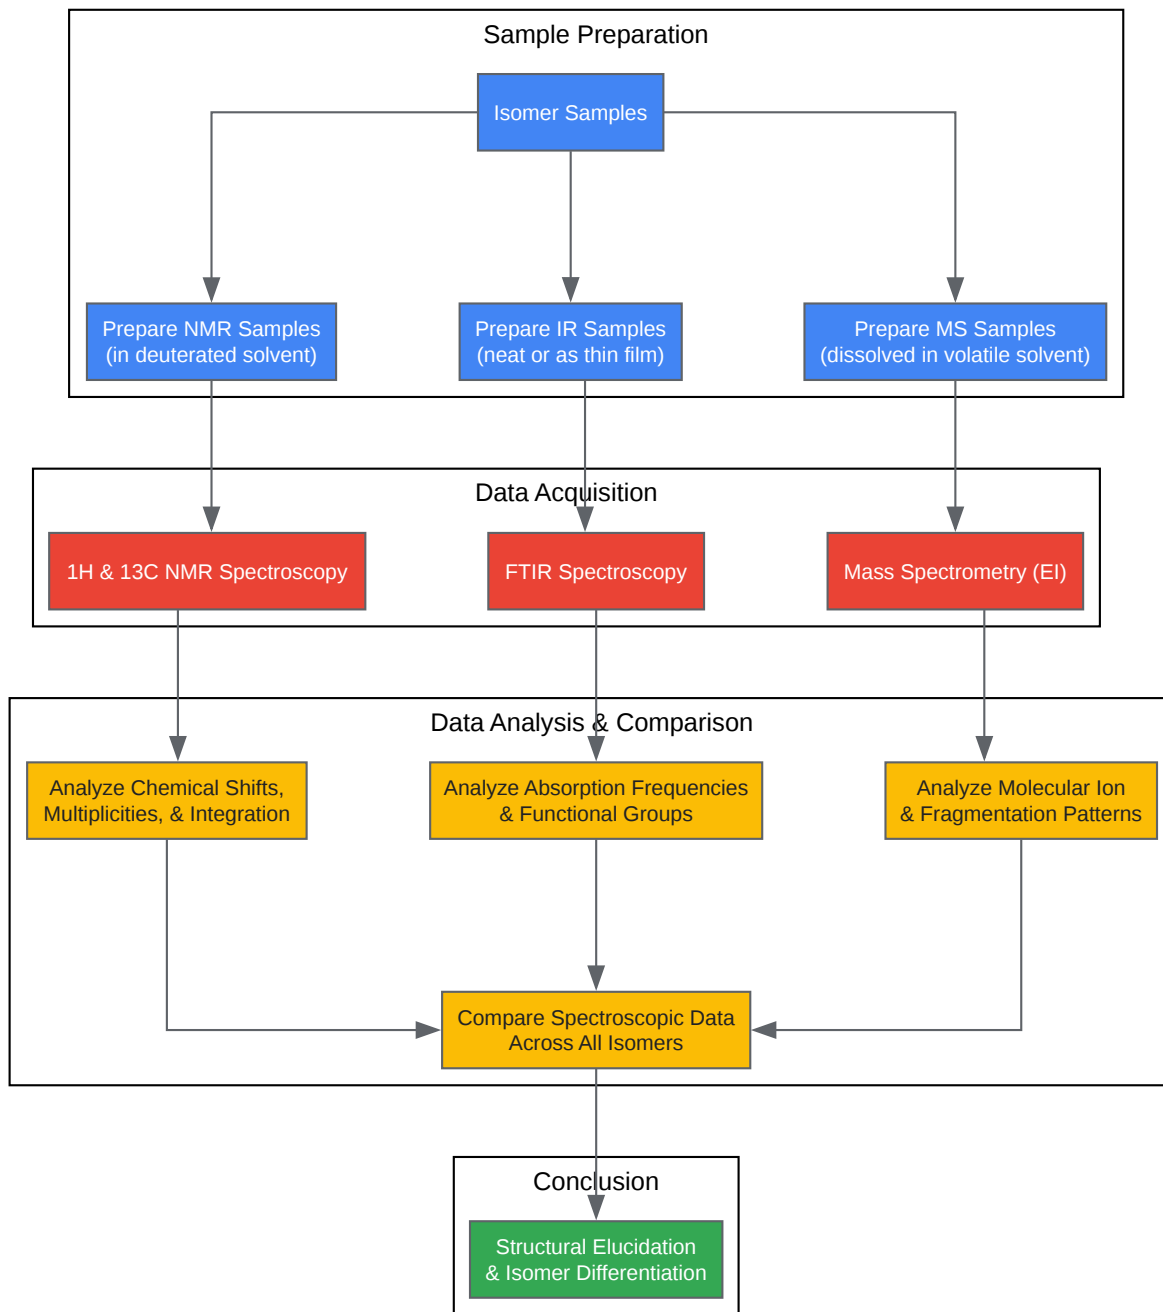 Sample Preparation
Isomer Samples
Prepare NMR Samples
(in deuterated solvent)
Prepare IR Samples
(neat or as thin film)
Prepare MS Samples
(dissolved in volatile solvent)
Data Acquisition
1H & 13C NMR Spectroscopy
FTIR Spectroscopy
Mass Spectrometry (EI)
Data Analysis & Comparison
Analyze Chemical Shifts,
Multiplicities, & Integration
Analyze Absorption Frequencies
& Functional Groups
Analyze Molecular Ion
& Fragmentation Patterns
Compare Spectroscopic Data
Across All Isomers
Conclusion
Structural Elucidation
& Isomer Differentiation